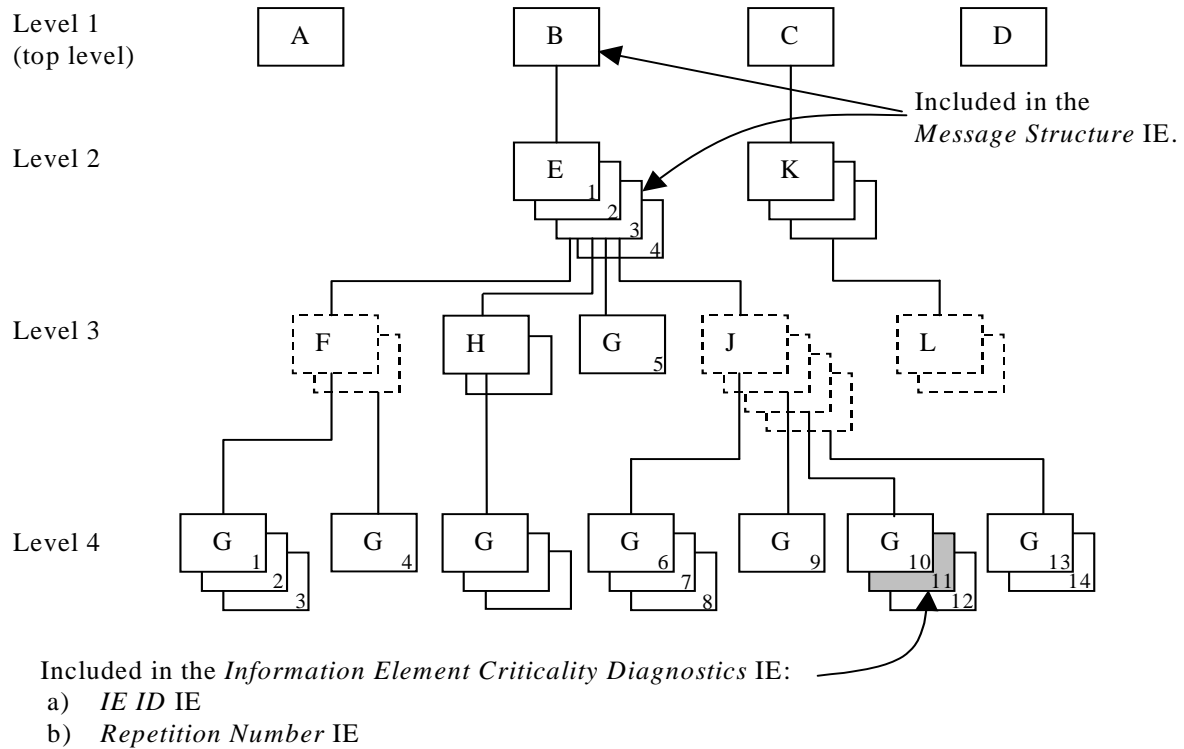 Level 1
(top level)
A
B
C
D
Included in the
Message Structure IE.
Level 2
E
1
2
3
4
K
Level 3
F
H
G
5
J
L
Level 4
G
1
2
3
G
4
G
G
6
7
8
G
9
G
10
11
12
G
13
14
Included in the Information Element Criticality Diagnostics IE:
a) IE ID IE
b) Repetition Number IE